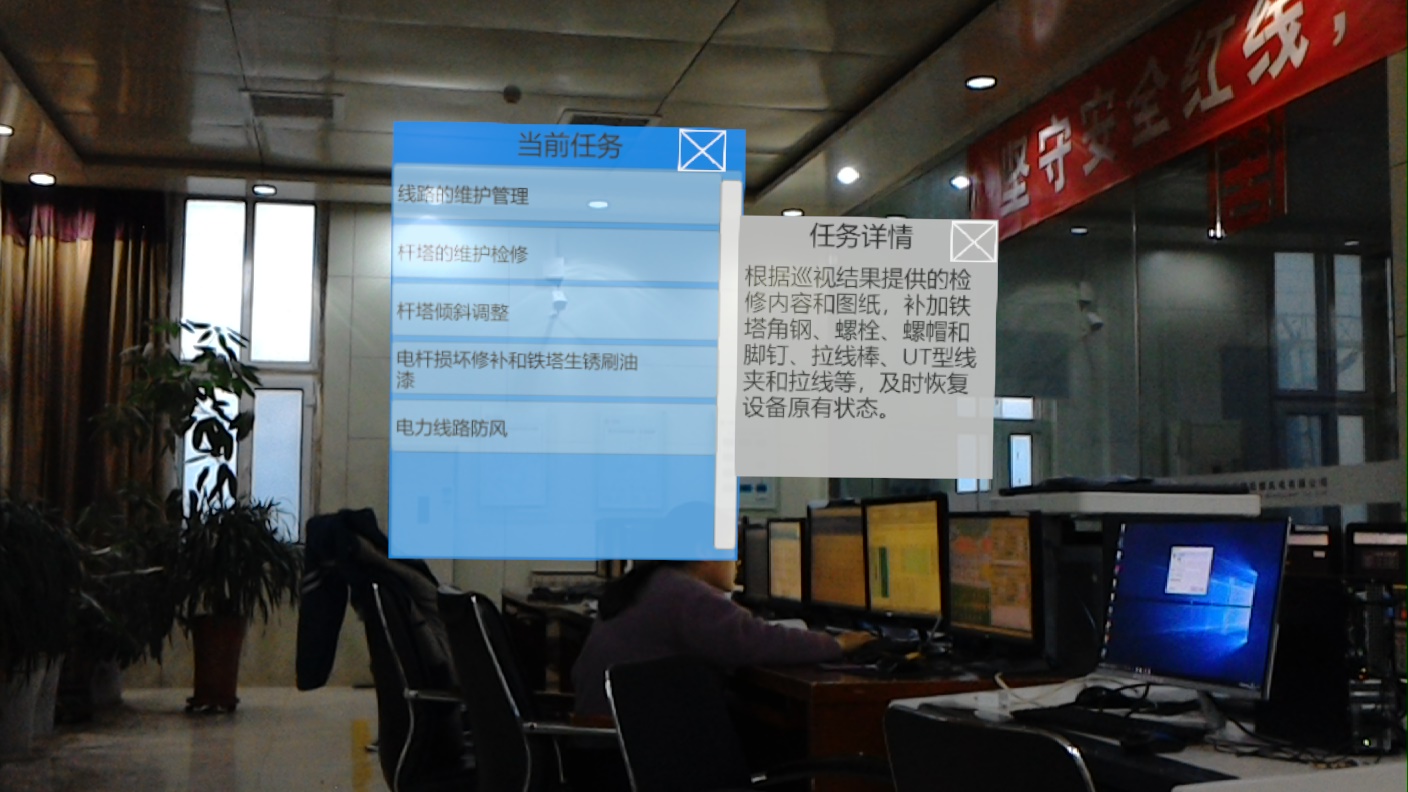 坚守安全红线，
当前任务
线路的维护管理
杆塔的维护检修
杆塔倾斜调整
电杆损坏修补和铁塔生锈刷油
漆
电力线路防风
任务详情
根据巡视结果提供的检
修内容和图纸，补加铁
塔角钢、螺栓、螺帽和
脚钉、拉线棒、UT型线
夹和拉线等，及时恢复
设备原有状态。